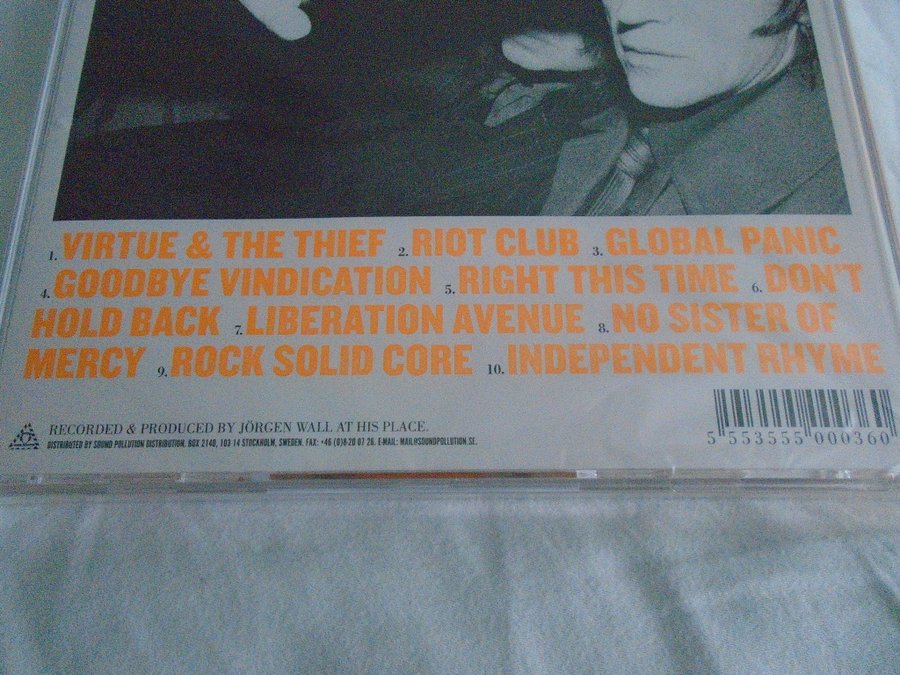 1. VIRTUE & THE THIEF 2. RIOT CLUB 3. GLOBAL PANIC
4. GOODBYE VINDICATION 5. RIGHT THIS TIME 6. DON'T
HOLD BACK 7. LIBERATION AVENUE 8. NO SISTER OF
MERCY 9. ROCK SOLID CORE 10. INDEPENDENT RHYME
RECORDED & PRODUCED BY JÖRGEN WALL AT HIS PLACE.
DISTRIBUTED BY SOUND POLLUTION DISTRIBUTION. BOX 2140, 103 14 STOCKHOLM, SWEDEN. FAX: +46 (0)8-20 07 26. E-MAIL: MAIL@SOUNDPOLLUTION.SE.
5 553555 000360